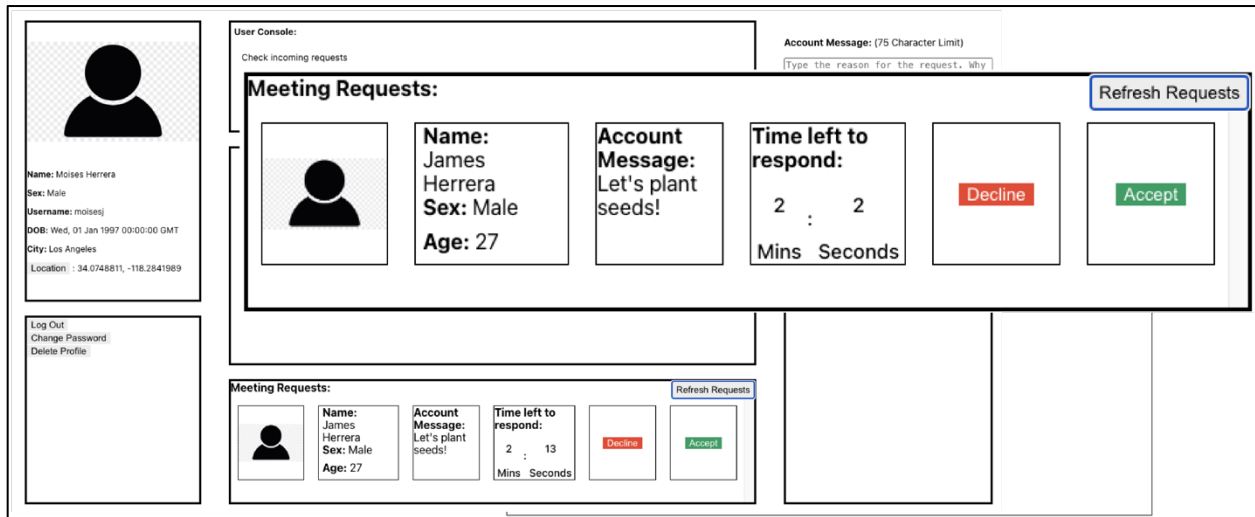 Name: Moises Herrera
Sex: Male
Username: moisesj
DOB: Wed, 01 Jan 1997 00:00:00 GMT
City: Los Angeles
Location : 34.0748811, -118.2841989
Log Out
Change Password
Delete Profile
User Console:
Check incoming requests
Account Message: (75 Character Limit)
Type the reason for the request. Why
Meeting Requests:
Refresh Requests
Name:
James
Herrera
Sex: Male
Age: 27
Account
Message:
Let's plant
seeds!
Time left to
respond:
2 : 2
Mins Seconds
Decline
Accept
Meeting Requests:
Refresh Requests
Name:
James
Herrera
Sex: Male
Age: 27
Account
Message:
Let's plant
seeds!
Time left to
respond:
2 : 13
Mins Seconds
Decline
Accept